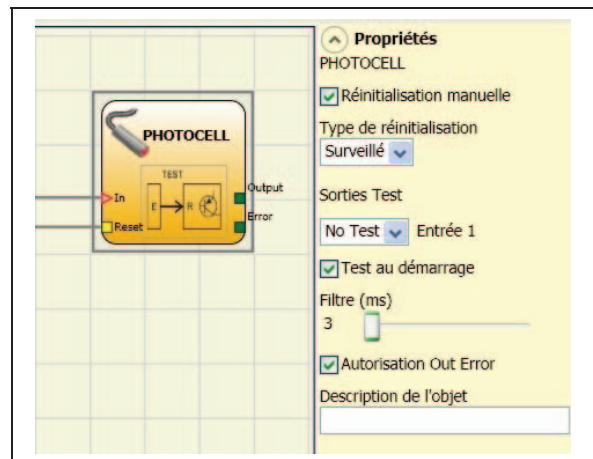 PHOTOCELL
TEST
In
E
R
Output
Reset
Error
Propriétés
PHOTOCELL
Réinitialisation manuelle
Type de réinitialisation
Surveillé
Sorties Test
No Test Entrée 1
Test au démarrage
Filtre (ms)
3
Autorisation Out Error
Description de l'objet